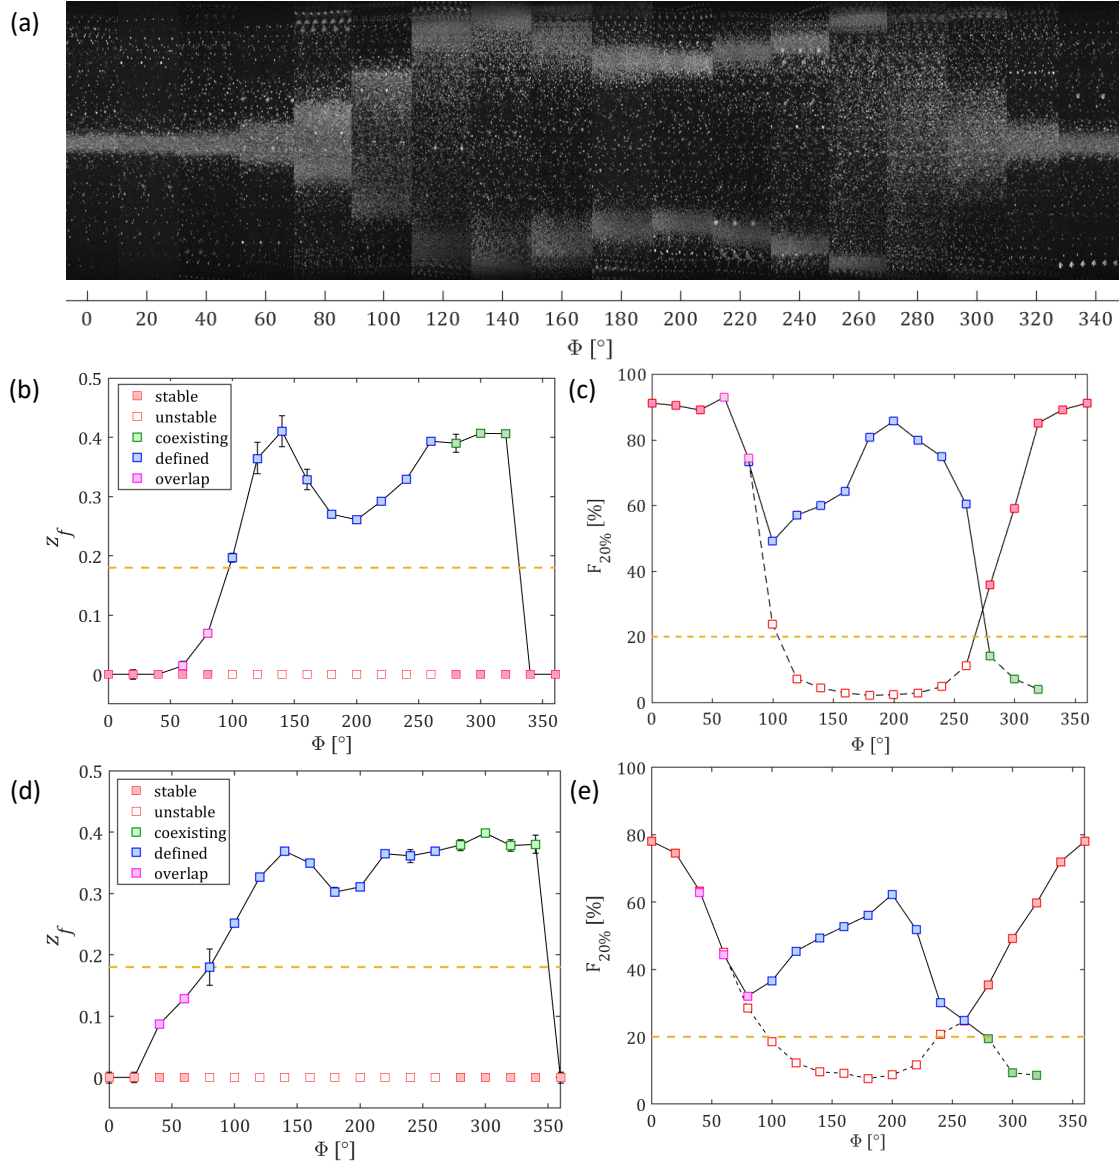 (a)
0 20 40 60 80 100 120 140 160 180 200 220 240 260 280 300 320 340
Φ [°]
(b)
0.5
0.4
0.3
0.2
0.1
0
z_f
stable
unstable
coexisting
defined
overlap
0 50 100 150 200 250 300 350
Φ [°]
(c)
100
80
60
40
20
0
F20% [%]
0 50 100 150 200 250 300 350
Φ [°]
(d)
0.5
0.4
0.3
0.2
0.1
0
z_f
stable
unstable
coexisting
defined
overlap
0 50 100 150 200 250 300 350
Φ [°]
(e)
100
80
60
40
20
0
F20% [%]
0 50 100 150 200 250 300 350
Φ [°]